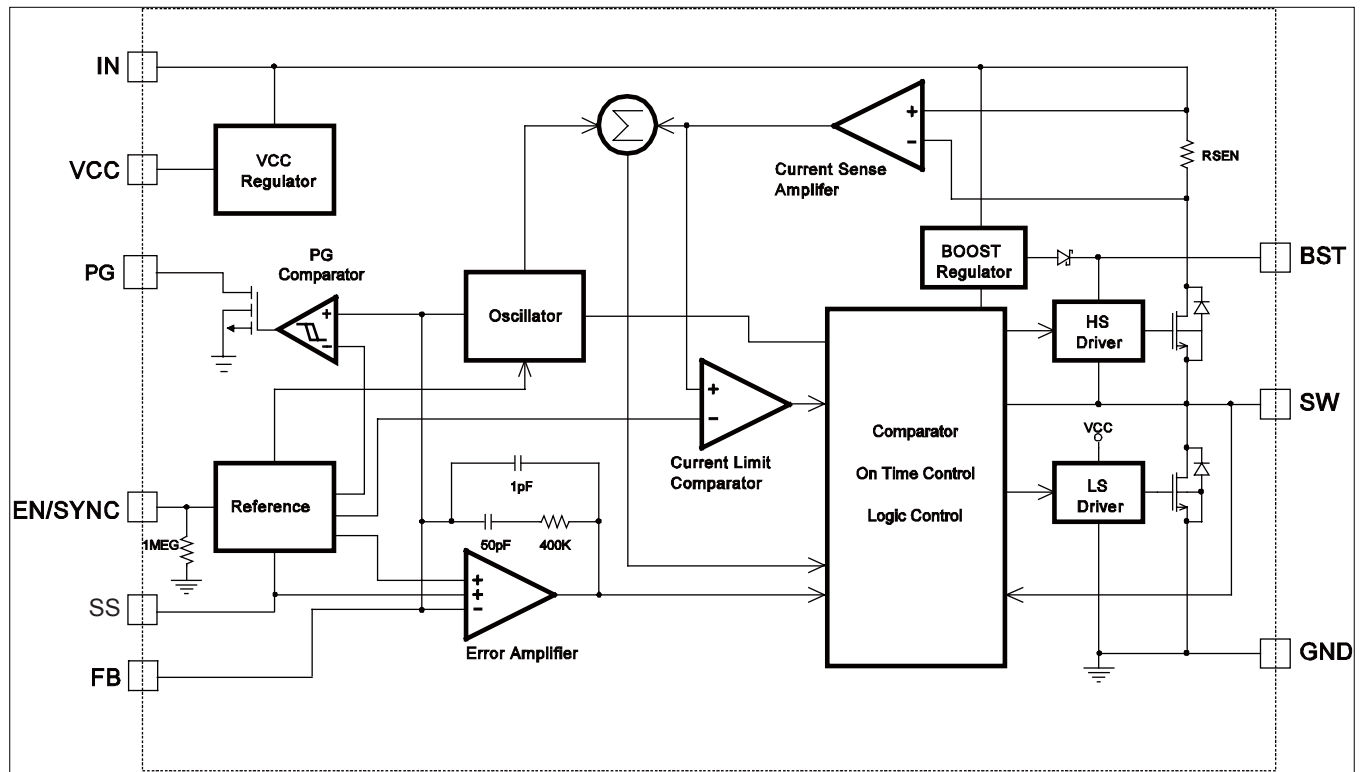 IN
VCC
VCC
Regulator
PG
PG
Comparator
+
−
Oscillator
Σ
+
−
Current Sense
Amplifer
RSEN
BOOST
Regulator
BST
HS
Driver
SW
+
−
Current Limit
Comparator
Comparator
On Time Control
Logic Control
VCC
LS
Driver
EN/SYNC
1MEG
Reference
1pF
50pF
400K
+
+
−
Error Amplifier
SS
FB
GND